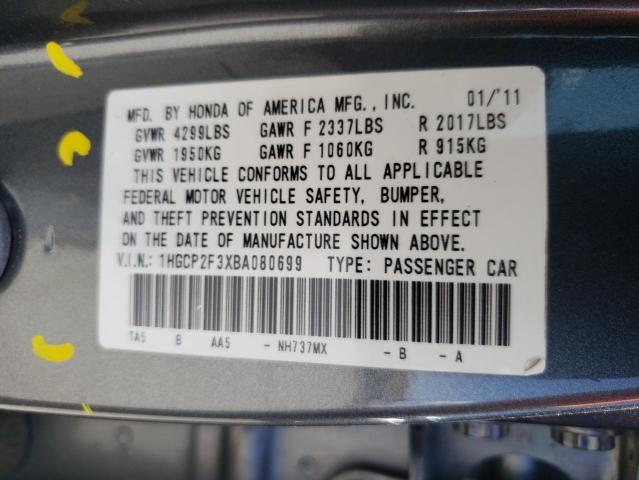 MFD. BY HONDA OF AMERICA MFG., INC. 01/'11
GVWR 4299LBS GAWR F 2337LBS R 2017LBS
GVWR 1950KG GAWR F 1060KG R 915KG
THIS VEHICLE CONFORMS TO ALL APPLICABLE
FEDERAL MOTOR VEHICLE SAFETY, BUMPER,
AND THEFT PREVENTION STANDARDS IN EFFECT
ON THE DATE OF MANUFACTURE SHOWN ABOVE.
V.I.N.: 1HGCP2F3XBA080699 TYPE: PASSENGER CAR
TA5 B AA5 - NH737MX - B - A